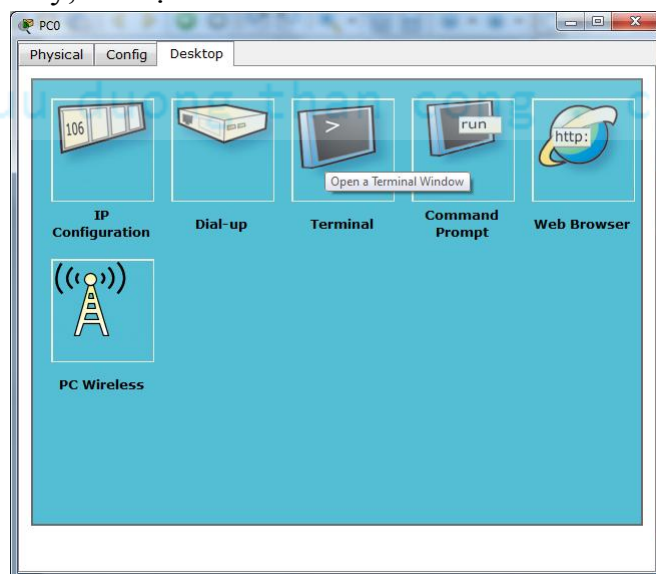 PC0
Physical Config Desktop
106
>
run
http:
Open a Terminal Window
IP Configuration
Dial-up
Terminal
Command Prompt
Web Browser
PC Wireless